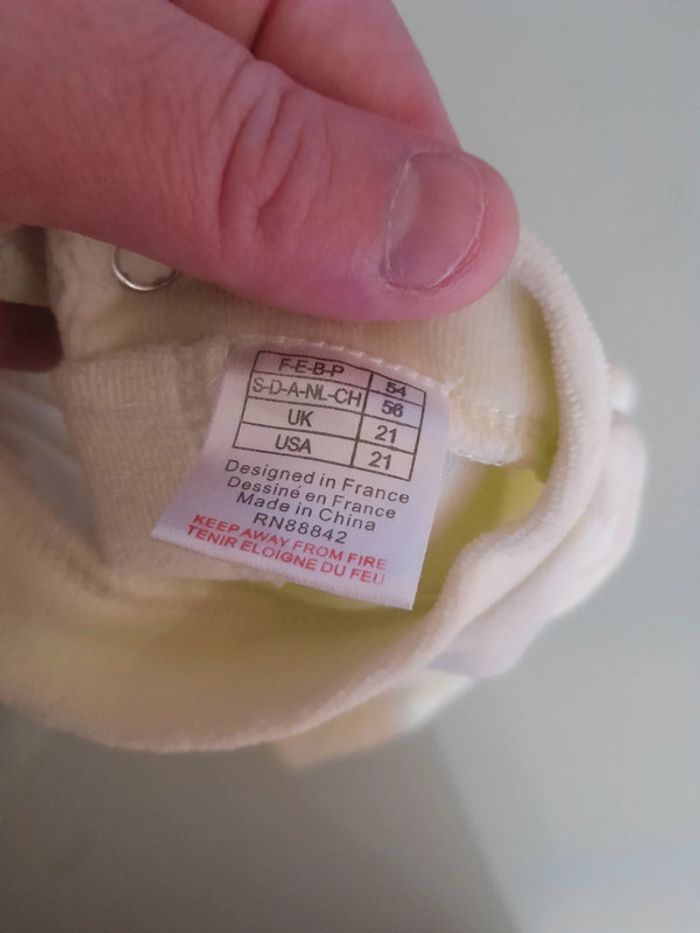 F-E-B-P 54
S-D-A-NL-CH 56
UK 21
USA 21
Designed in France
Dessiné en France
Made in China
RN88842
KEEP AWAY FROM FIRE
TENIR ELOIGNE DU FEU